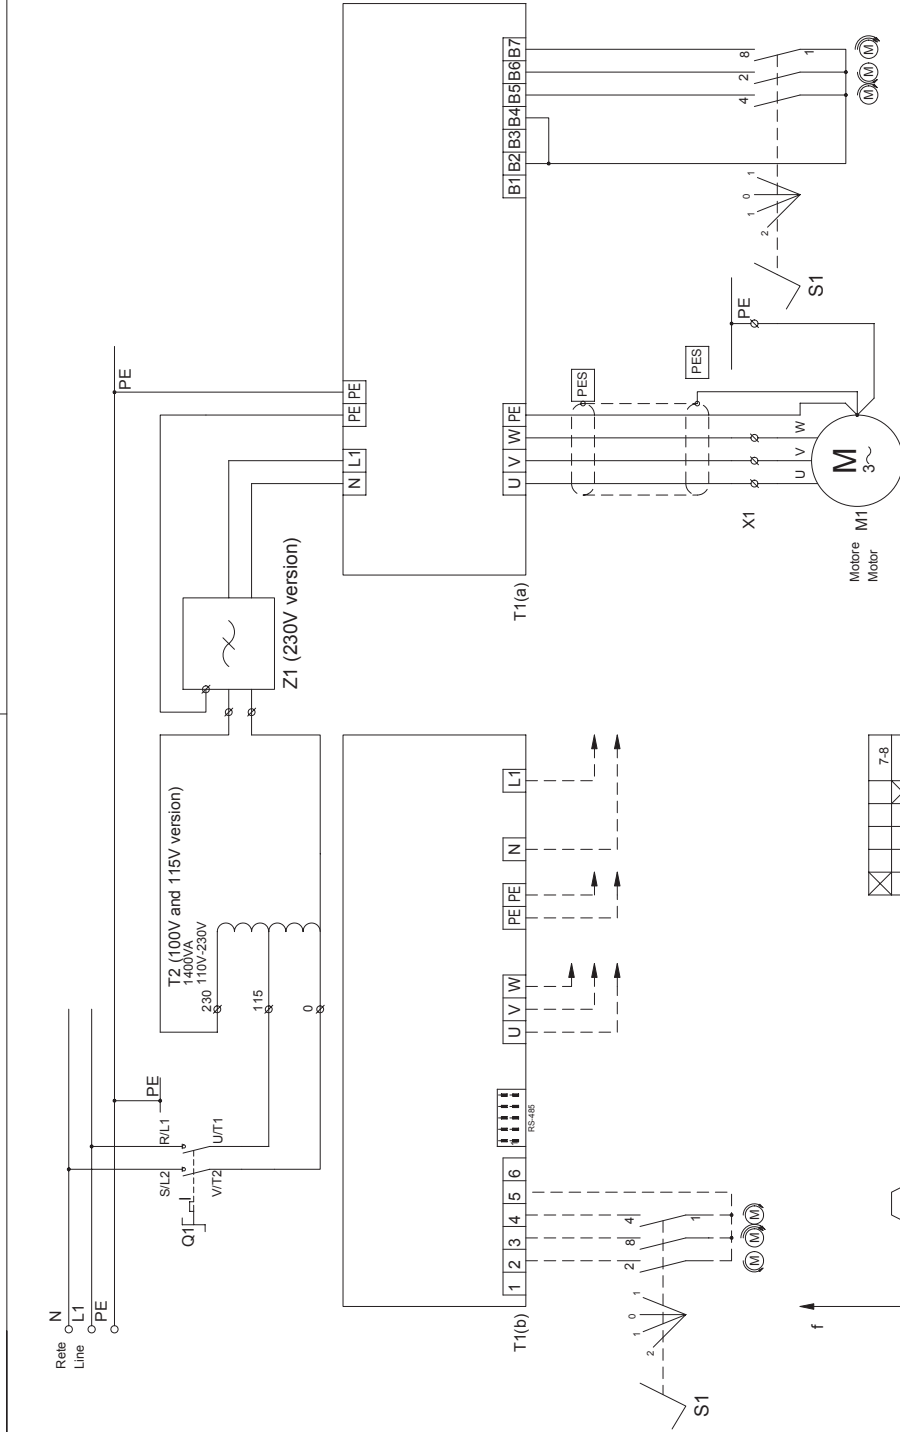 Rete
Line
N
L1
PE
Q1
S/L2
R/L1
V/T2
U/T1
PE
T2 (100V and 115V version)
1400VA
110V-230V
230
115
0
Z1 (230V version)
PE
T1(b)
1
2
3
4
5
6
RS-485
U
V
W
PE
PE
N
L1
T1(a)
N
L1
PE
PE
U
V
W
PE
B1
B2
B3
B4
B5
B6
B7
PES
PES
X1
U
V
W
PE
M
3~
M1
Motore
Motor
S1
2
1
0
1
4
2
8
1
M
M
M
S1
2
1
0
1
2
8
4
1
M
M
M
f
7-8